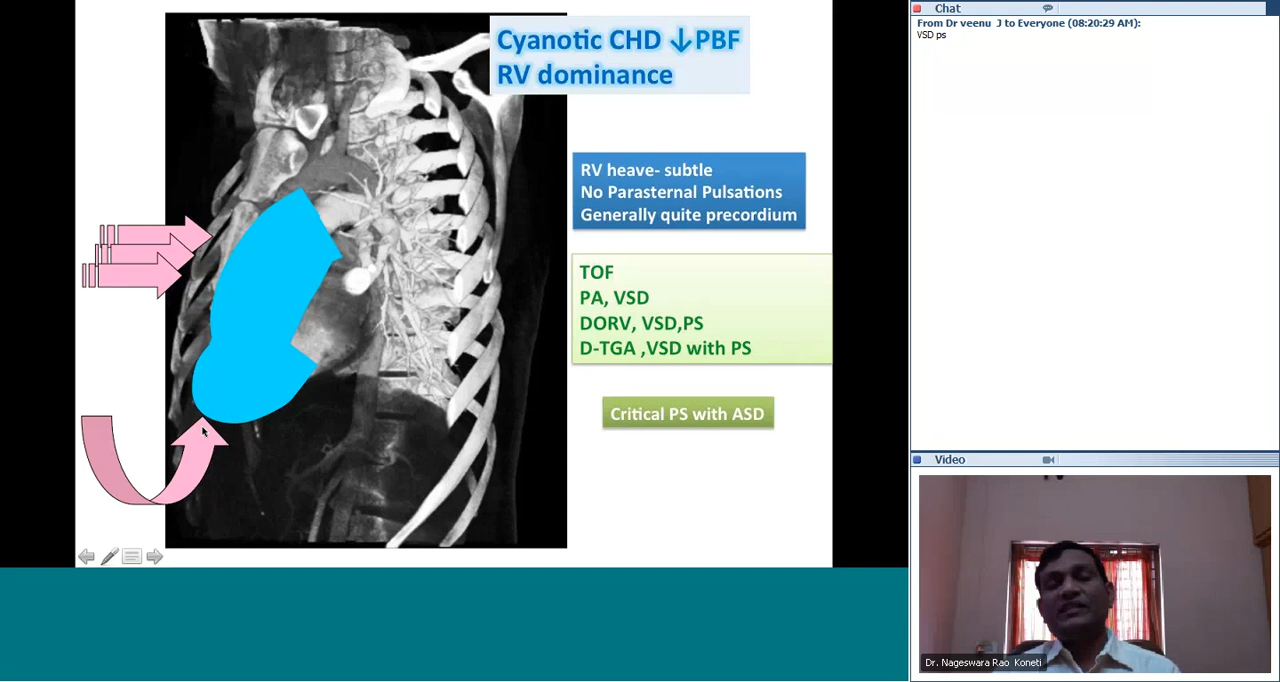 Cyanotic CHD ↓PBF
RV dominance
RV heave- subtle
No Parasternal Pulsations
Generally quite precordium
TOF
PA, VSD
DORV, VSD,PS
D-TGA ,VSD with PS
Critical PS with ASD
Chat
From Dr veenu J to Everyone (08:20:29 AM):
VSD ps
Video
Dr. Nageswara Rao Koneti